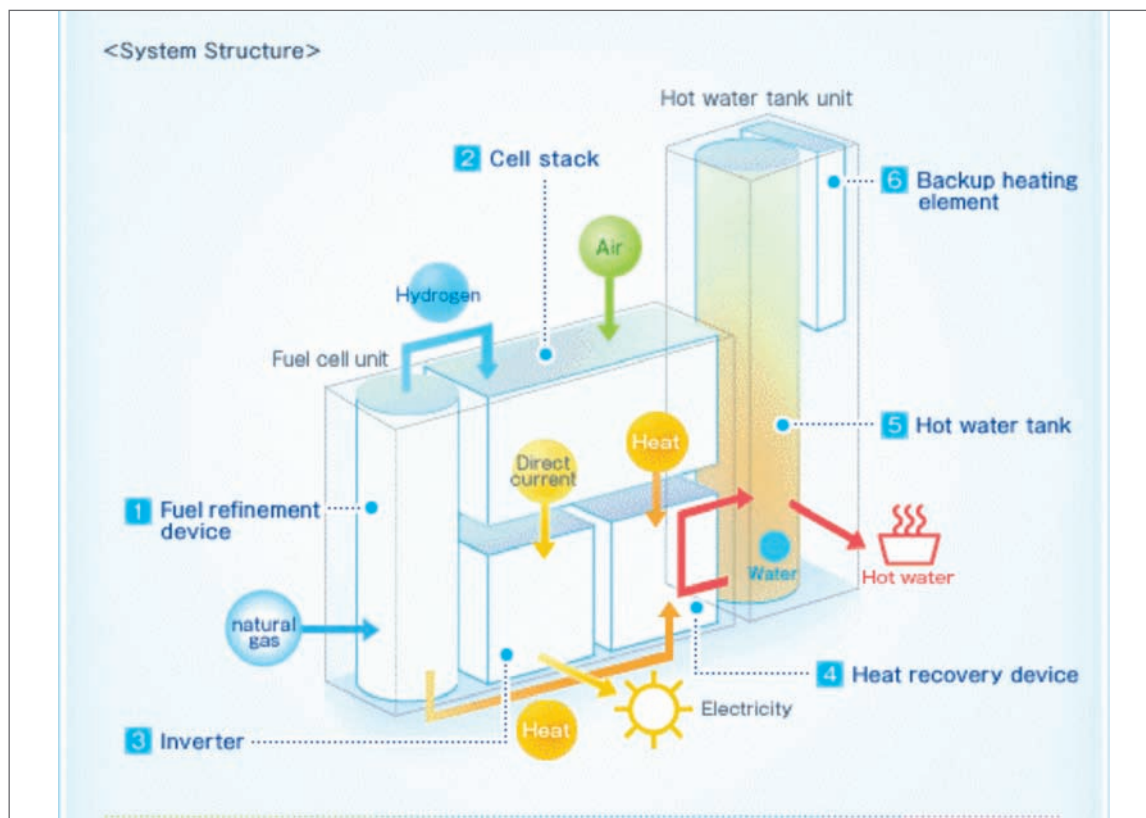 <System Structure>
Hot water tank unit
2 Cell stack
6 Backup heating
element
Air
Hydrogen
Fuel cell unit
5 Hot water tank
Heat
Direct
current
1 Fuel refinement
device
Water
Hot water
natural
gas
4 Heat recovery device
Electricity
Heat
3 Inverter